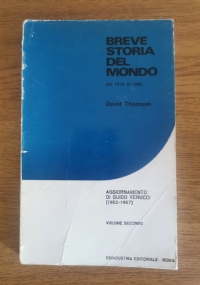 BREVE
STORIA
DEL
MONDO
Dal 1914 al 1961
David Thomson
AGGIORNAMENTO
DI GUIDO VERUCCI
(1962-1967)
VOLUME SECONDO
EDINDUSTRIA EDITORIALE - ROMA